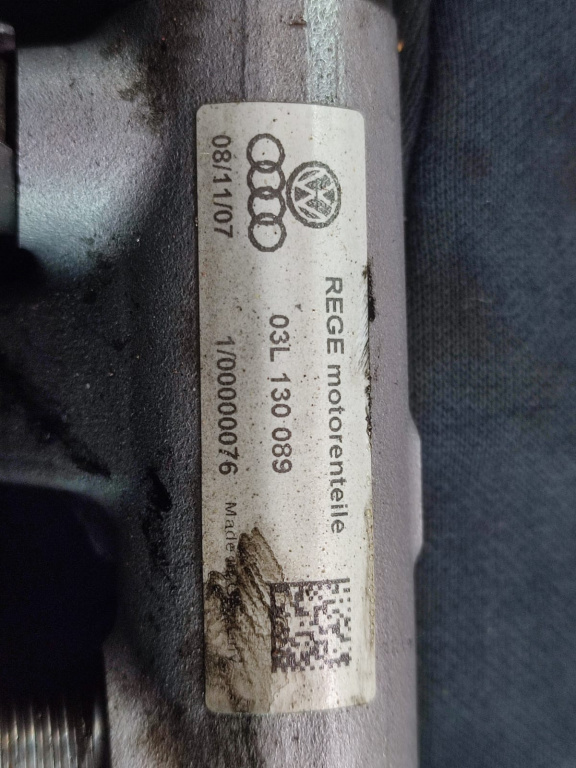 REGE motorenteile
03L 130 089
08/11/07
1/00000076
Made